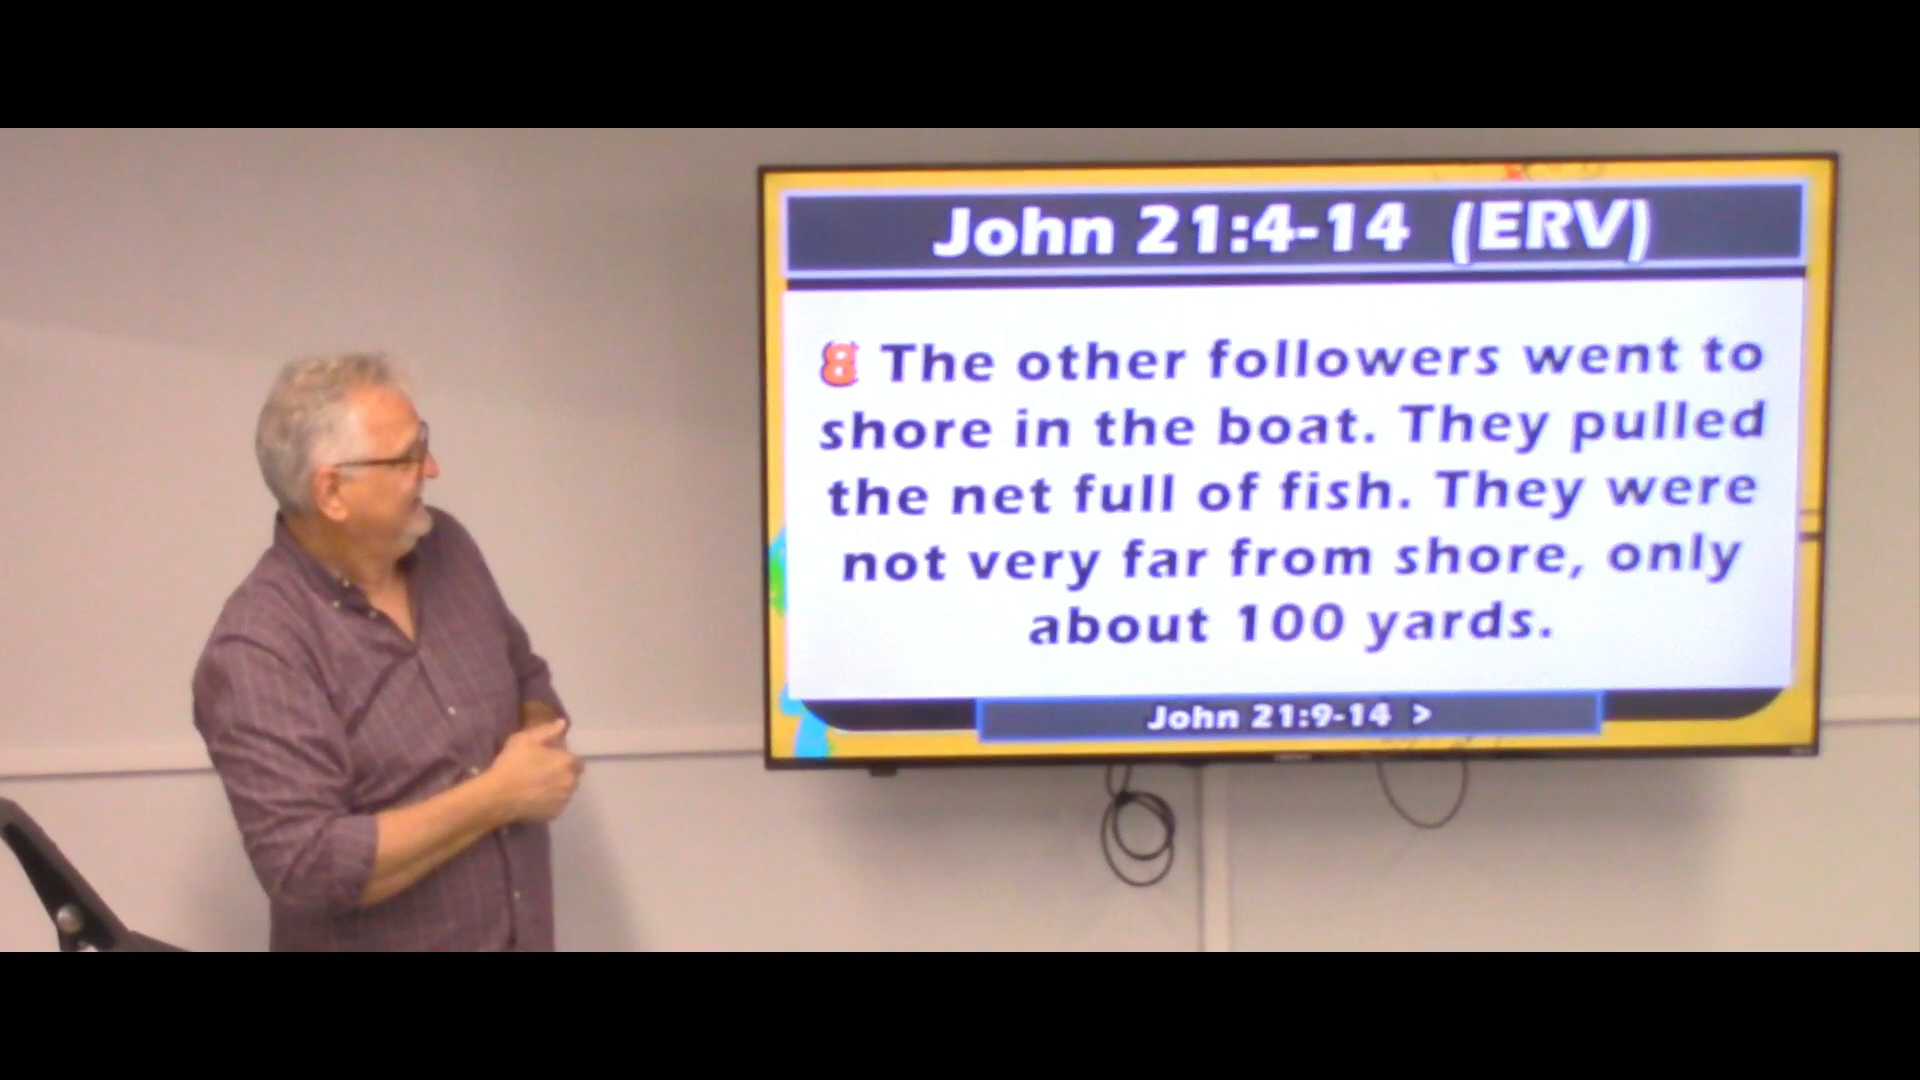 John 21:4-14 (ERV)
8 The other followers went to
shore in the boat. They pulled
the net full of fish. They were
not very far from shore, only
about 100 yards.
John 21:9-14 >